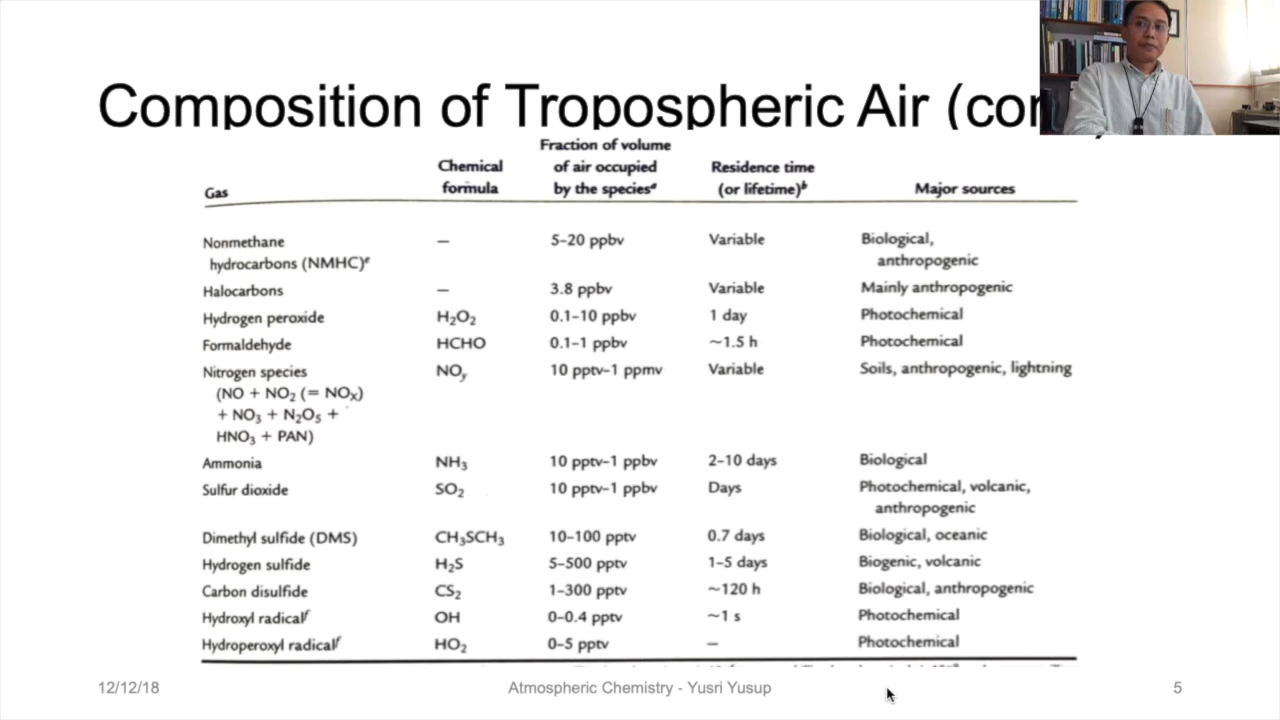 Composition of Tropospheric Air
Gas
Chemical
formula
Fraction of volume
of air occupied
by the speciesᵃ
Residence time
(or lifetime)ᵇ
Major sources
Nonmethane — 5–20 ppbv Variable Biological,
hydrocarbons (NMHC)ᵉ anthropogenic
Halocarbons — 3.8 ppbv Variable Mainly anthropogenic
Hydrogen peroxide H₂O₂ 0.1–10 ppbv 1 day Photochemical
Formaldehyde HCHO 0.1–1 ppbv ~1.5 h Photochemical
Nitrogen species NOy 10 pptv–1 ppmv Variable Soils, anthropogenic, lightning
(NO + NO₂ (= NOₓ)
+ NO₃ + N₂O₅ +
HNO₃ + PAN)
Ammonia NH₃ 10 pptv–1 ppbv 2–10 days Biological
Sulfur dioxide SO₂ 10 pptv–1 ppbv Days Photochemical, volcanic,
anthropogenic
Dimethyl sulfide (DMS) CH₃SCH₃ 10–100 pptv 0.7 days Biological, oceanic
Hydrogen sulfide H₂S 5–500 pptv 1–5 days Biogenic, volcanic
Carbon disulfide CS₂ 1–300 pptv ~120 h Biological, anthropogenic
Hydroxyl radicalᶠ OH 0–0.4 pptv ~1 s Photochemical
Hydroperoxyl radicalᶠ HO₂ 0–5 pptv — Photochemical
12/12/18 Atmospheric Chemistry - Yusri Yusup 5